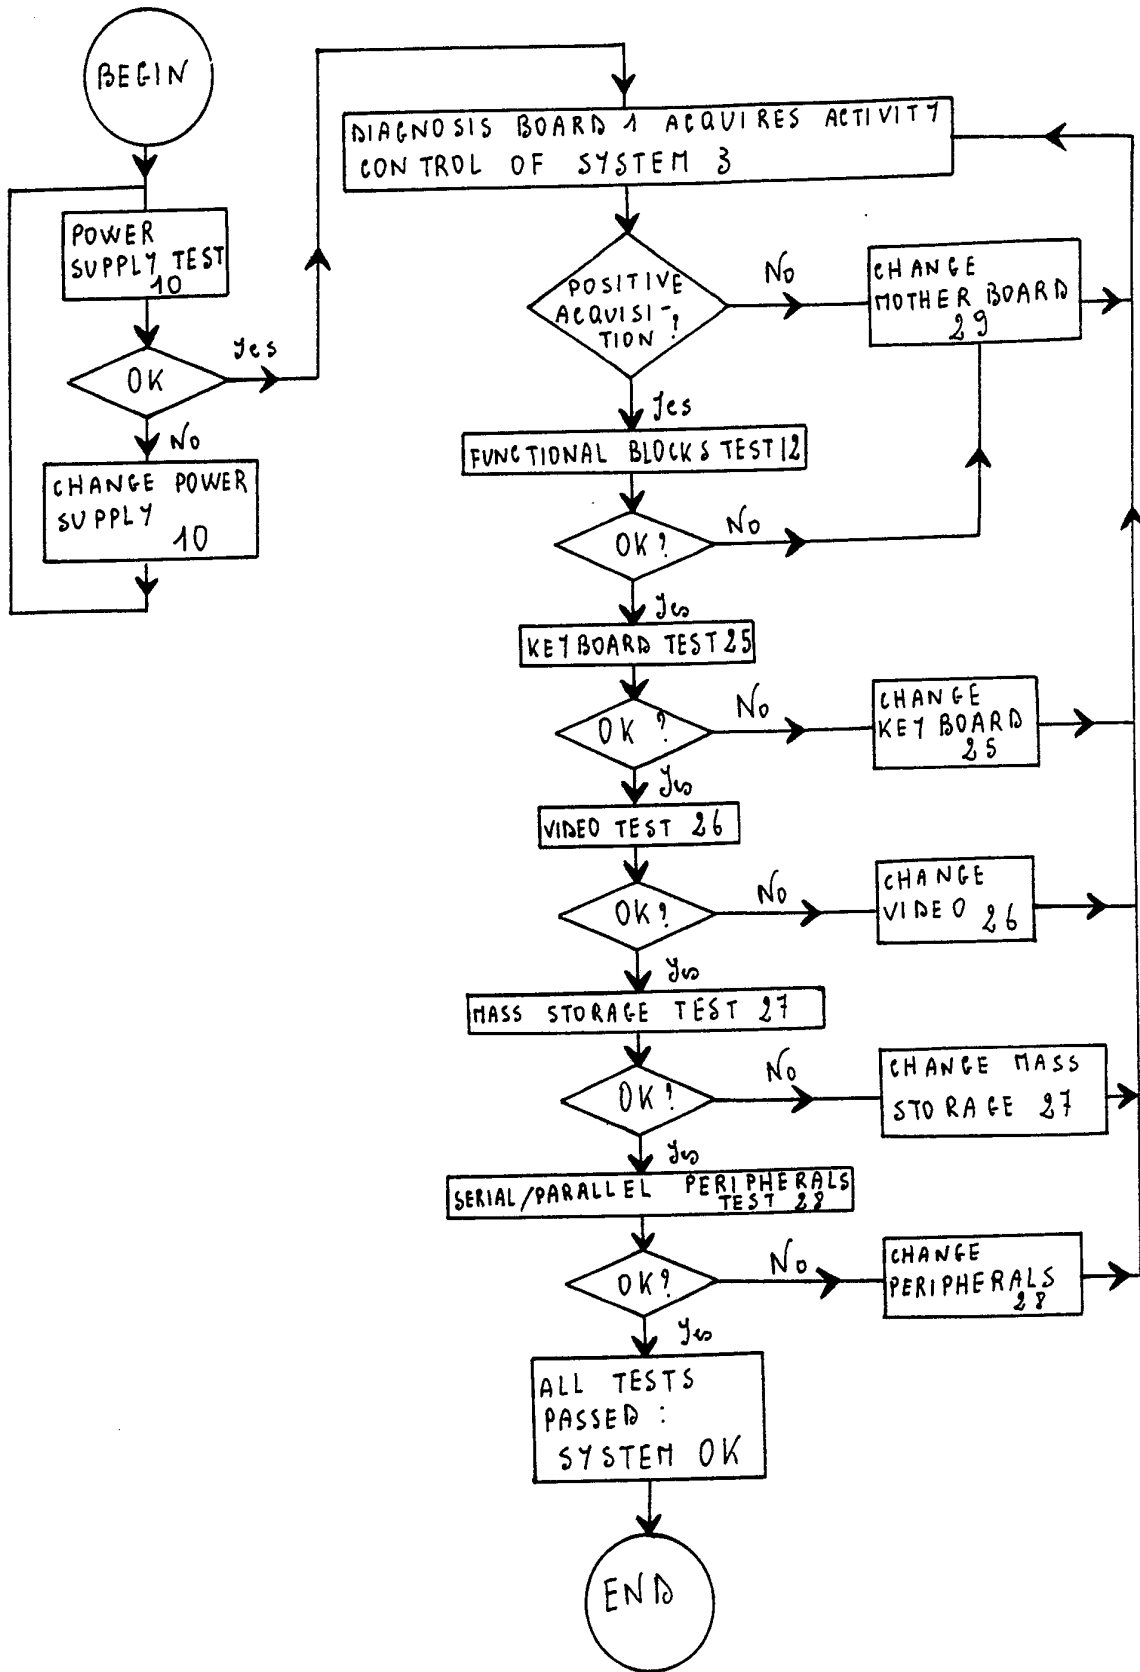 BEGIN
POWER
SUPPLY TEST
10
OK
Yes
No
CHANGE POWER
SUPPLY
10
DIAGNOSIS BOARD 1 ACQUIRES ACTIVITY
CONTROL OF SYSTEM 3
POSITIVE
ACQUISI-
TION?
No
CHANGE
MOTHER BOARD
29
Yes
FUNCTIONAL BLOCKS TEST 12
OK?
No
Yes
KEYBOARD TEST 25
OK?
No
CHANGE
KEYBOARD
25
Yes
VIDEO TEST 26
OK?
No
CHANGE
VIDEO 26
Yes
MASS STORAGE TEST 27
OK?
No
CHANGE MASS
STORAGE 27
Yes
SERIAL/PARALLEL PERIPHERALS
TEST 28
OK?
No
CHANGE
PERIPHERALS
28
Yes
ALL TESTS
PASSED:
SYSTEM OK
END